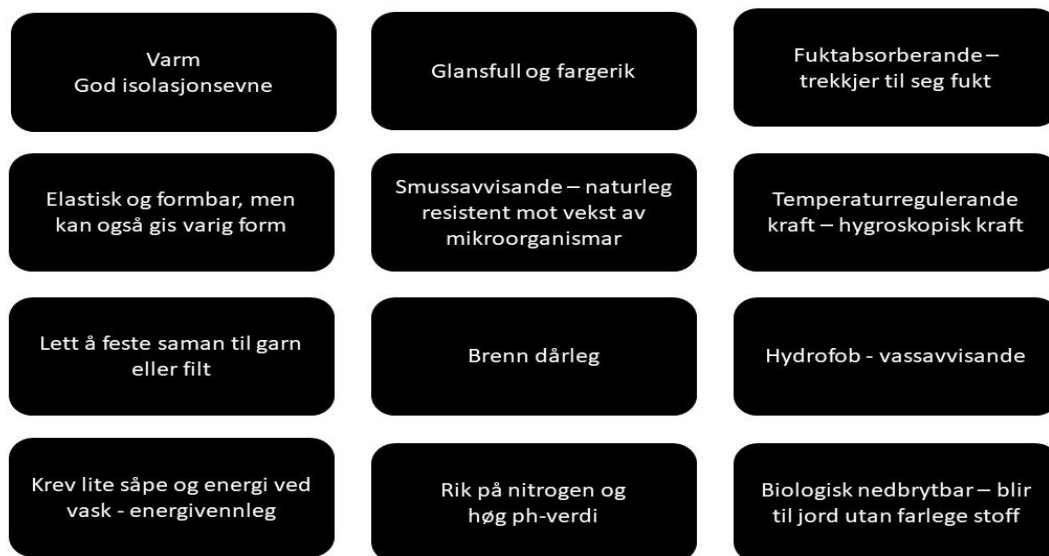 Varm
God isolasjonsevne
Glansfull og fargerik
Fuktabsorberande –
trekkjer til seg fukt
Elastisk og formbar, men
kan også gis varig form
Smussavvisande – naturleg
resistent mot vekst av
mikroorganismar
Temperaturregulerande
kraft – hygroskopisk kraft
Lett å feste saman til garn
eller filt
Brenn dårleg
Hydrofob - vassavvisande
Krev lite såpe og energi ved
vask - energivennleg
Rik på nitrogen og
høg ph-verdi
Biologisk nedbrytbar – blir
til jord utan farlege stoff